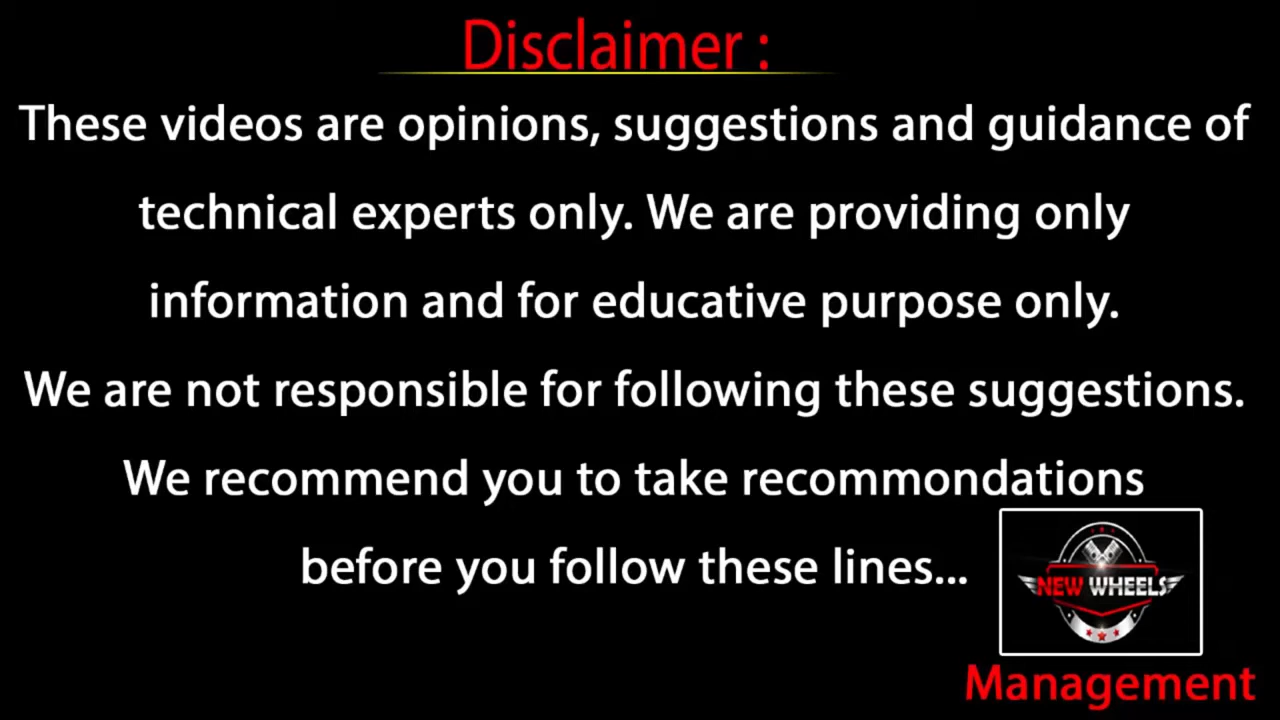 Disclaimer :
These videos are opinions, suggestions and guidance of
technical experts only. We are providing only
information and for educative purpose only.
We are not responsible for following these suggestions.
We recommend you to take recommondations
before you follow these lines...
NEW WHEELS
Management